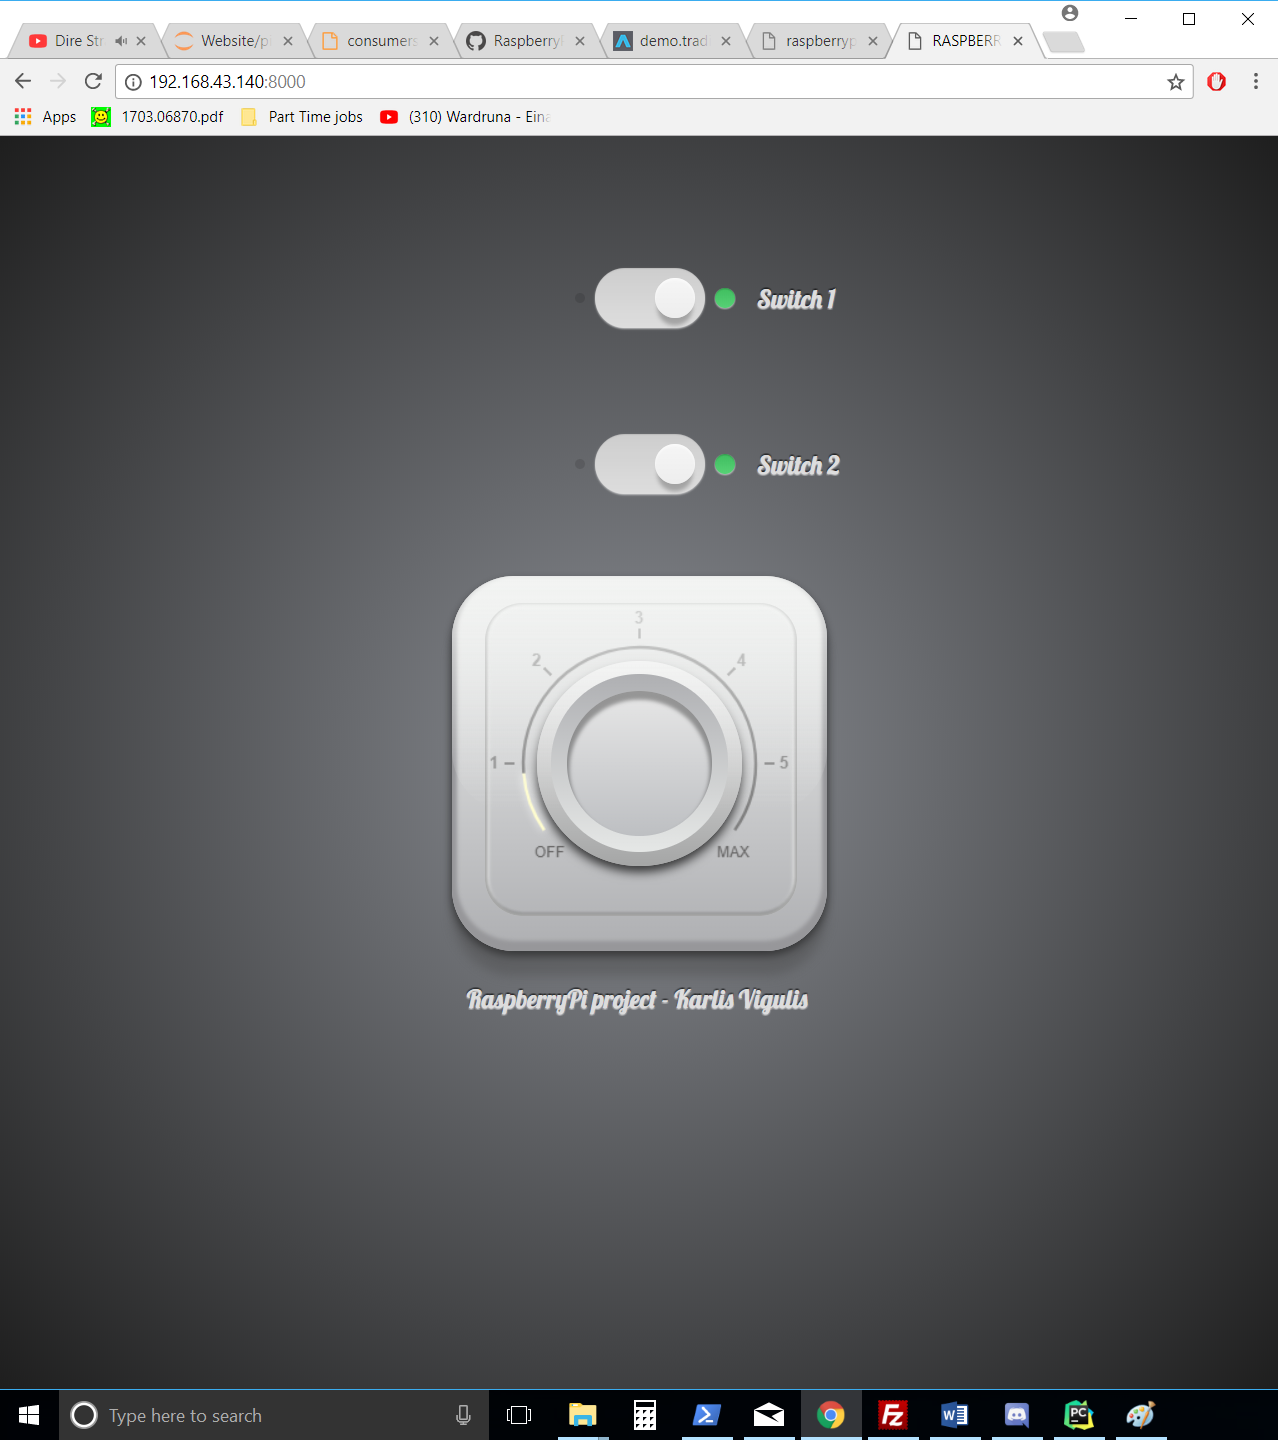 Dire Str
Website/p
consumers
Raspberry
demo.trad
raspberryp
RASPBERR
192.168.43.140:8000
Apps
1703.06870.pdf
Part Time jobs
(310) Wardruna - Eina
Switch 1
Switch 2
3
2
4
1
5
OFF
MAX
RaspberryPi project - Karlis Vigulis
Type here to search